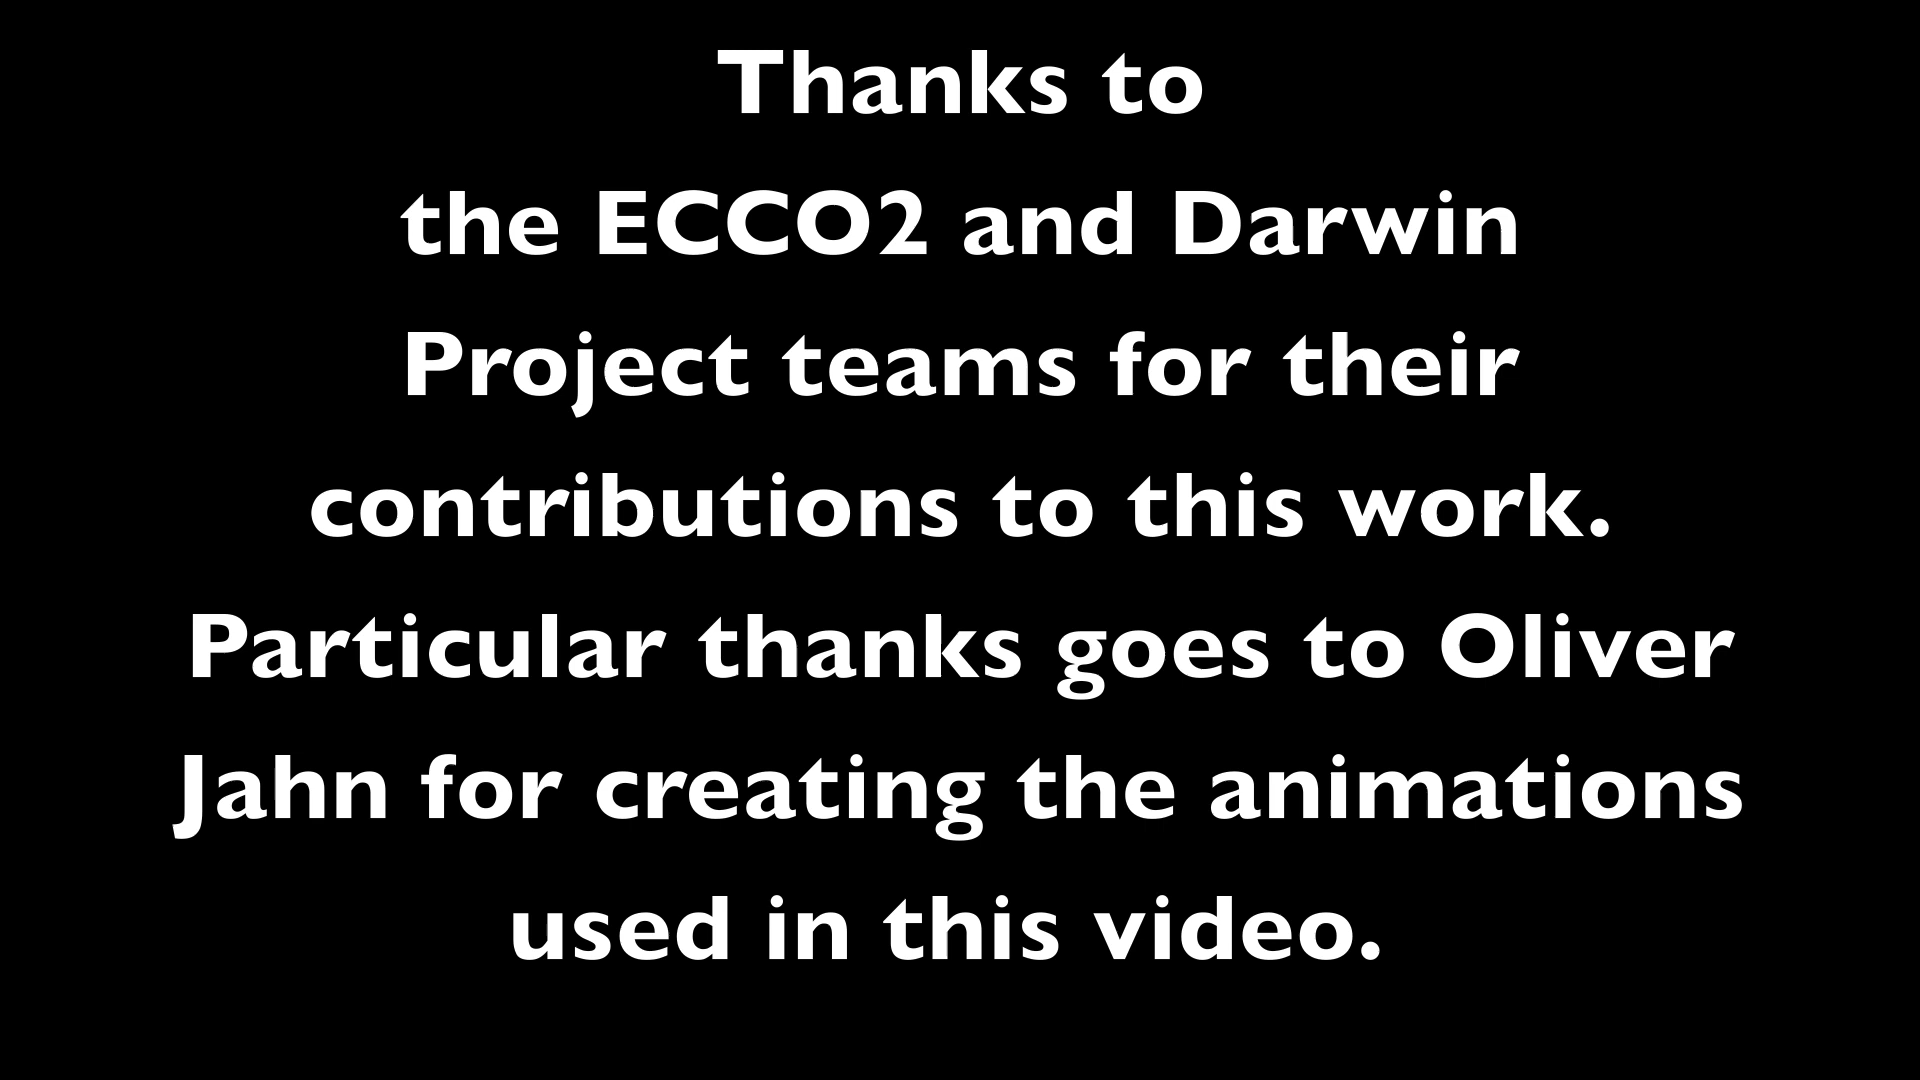 Thanks to
the ECCO2 and Darwin
Project teams for their
contributions to this work.
Particular thanks goes to Oliver
Jahn for creating the animations
used in this video.